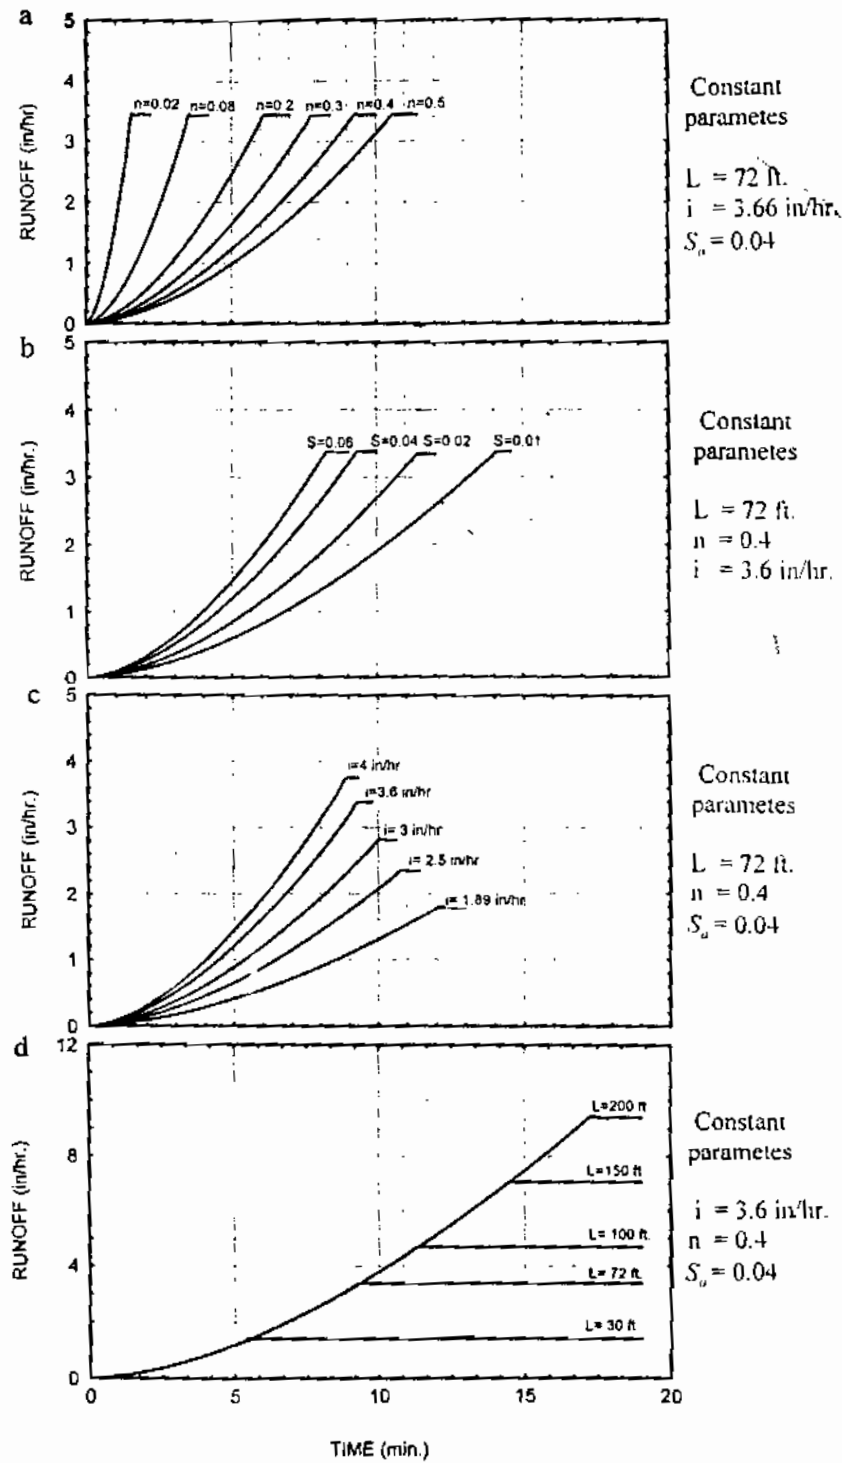 a
5
4
3
2
1
0
RUNOFF (in/hr)
n=0.02 n=0.08 n=0.2 n=0.3 n=0.4 n=0.5
Constant
parametes
L = 72 ft.
i = 3.66 in/hr.
Sₒ = 0.04
b
5
4
3
2
1
0
RUNOFF (in/hr.)
S=0.06 S=0.04 S=0.02 S=0.01
Constant
parametes
L = 72 ft.
n = 0.4
i = 3.6 in/hr.
c
5
4
3
2
1
0
RUNOFF (in/hr.)
i=4 in/hr
i=3.6 in/hr
i= 3 in/hr
i= 2.5 in/hr
i= 1.89 in/hr
Constant
parametes
L = 72 ft.
n = 0.4
Sₒ = 0.04
d
12
8
4
0
RUNOFF (in/hr.)
L=200 ft
L=150 ft
L= 100 ft.
L= 72 ft.
L= 30 ft
Constant
parametes
i = 3.6 in/hr.
n = 0.4
Sₒ = 0.04
0 5 10 15 20
TIME (min.)